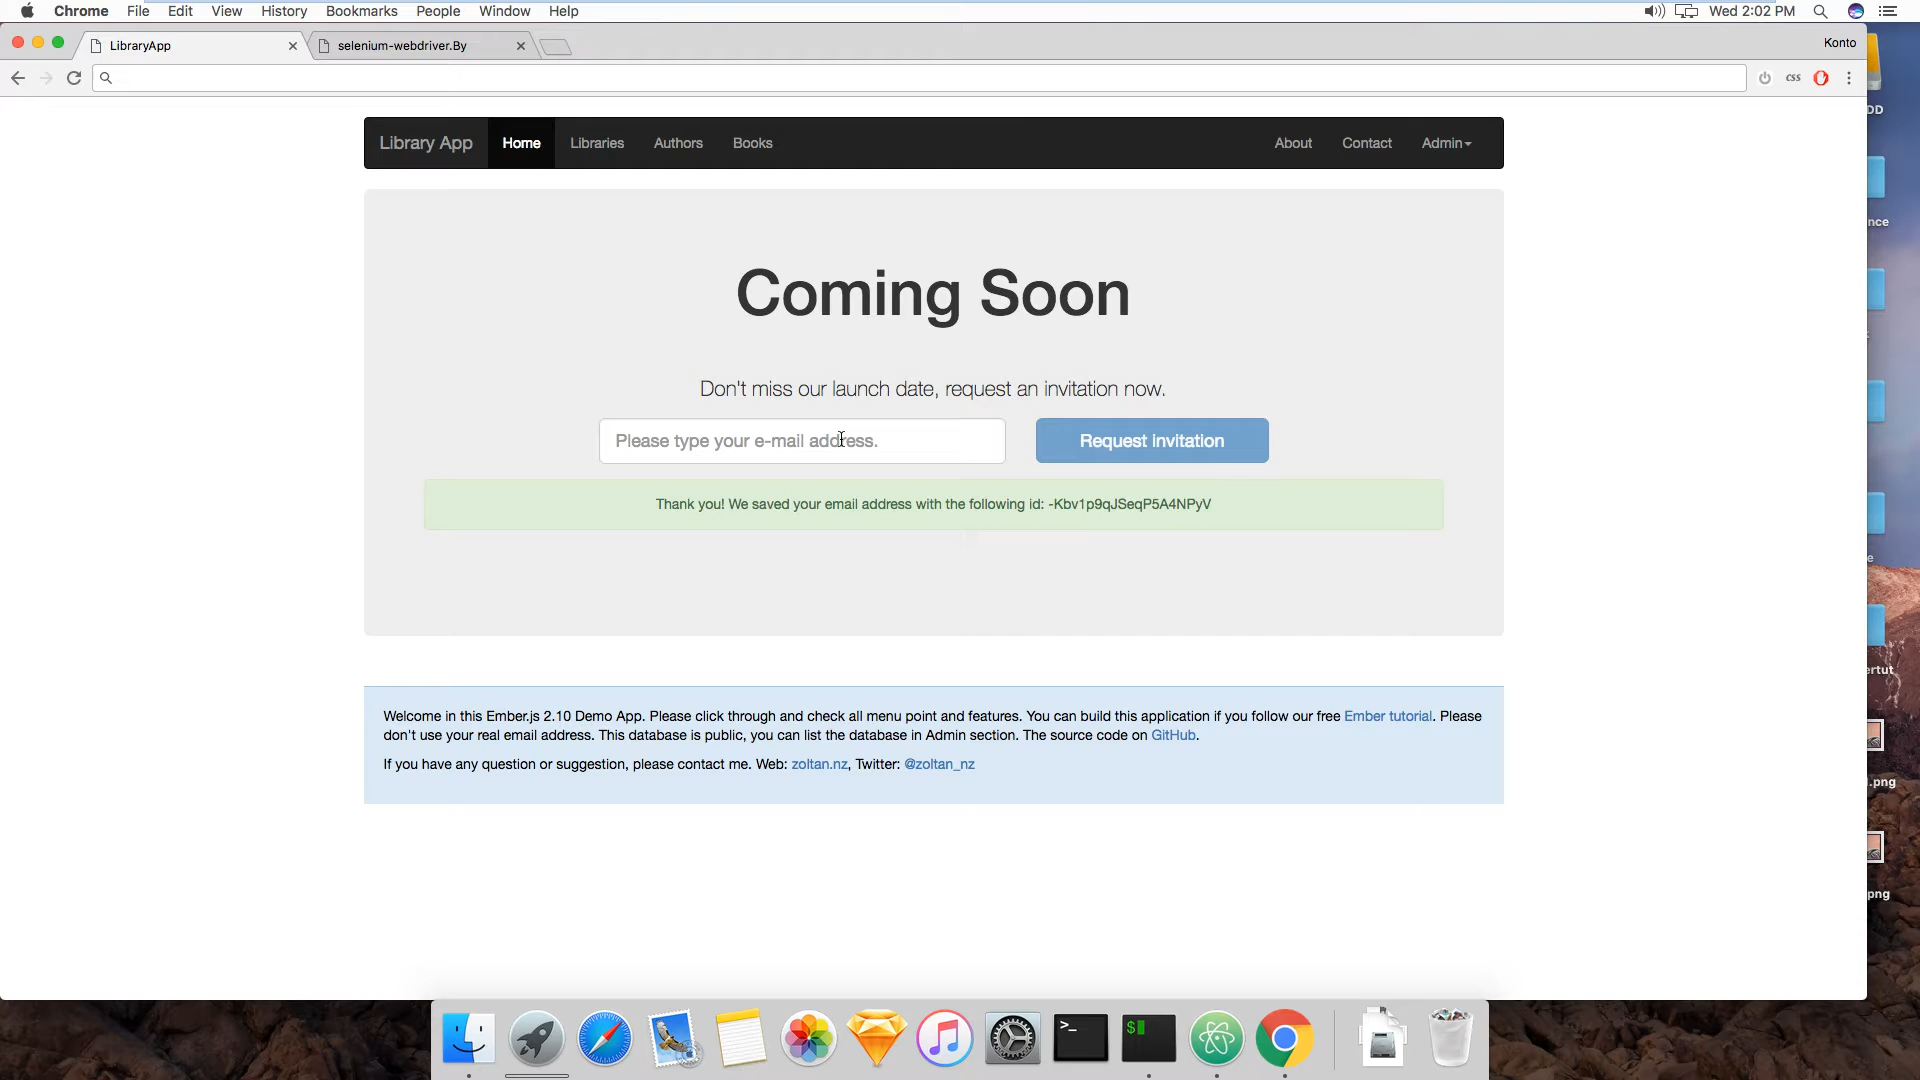 Chrome File Edit View History Bookmarks People Window Help Wed 2:02 PM
LibraryApp selenium-webdriver.By Konto
css
DD
Library App Home Libraries Authors Books About Contact Admin
nce
Coming Soon
Don't miss our launch date, request an invitation now.
Please type your e-mail address. Request invitation
Thank you! We saved your email address with the following id: -Kbv1p9qJSeqP5A4NPyV
e
ertut
Welcome in this Ember.js 2.10 Demo App. Please click through and check all menu point and features. You can build this application if you follow our free Ember tutorial. Please
don't use your real email address. This database is public, you can list the database in Admin section. The source code on GitHub.
If you have any question or suggestion, please contact me. Web: zoltan.nz, Twitter: @zoltan_nz
.png
png
>_ $